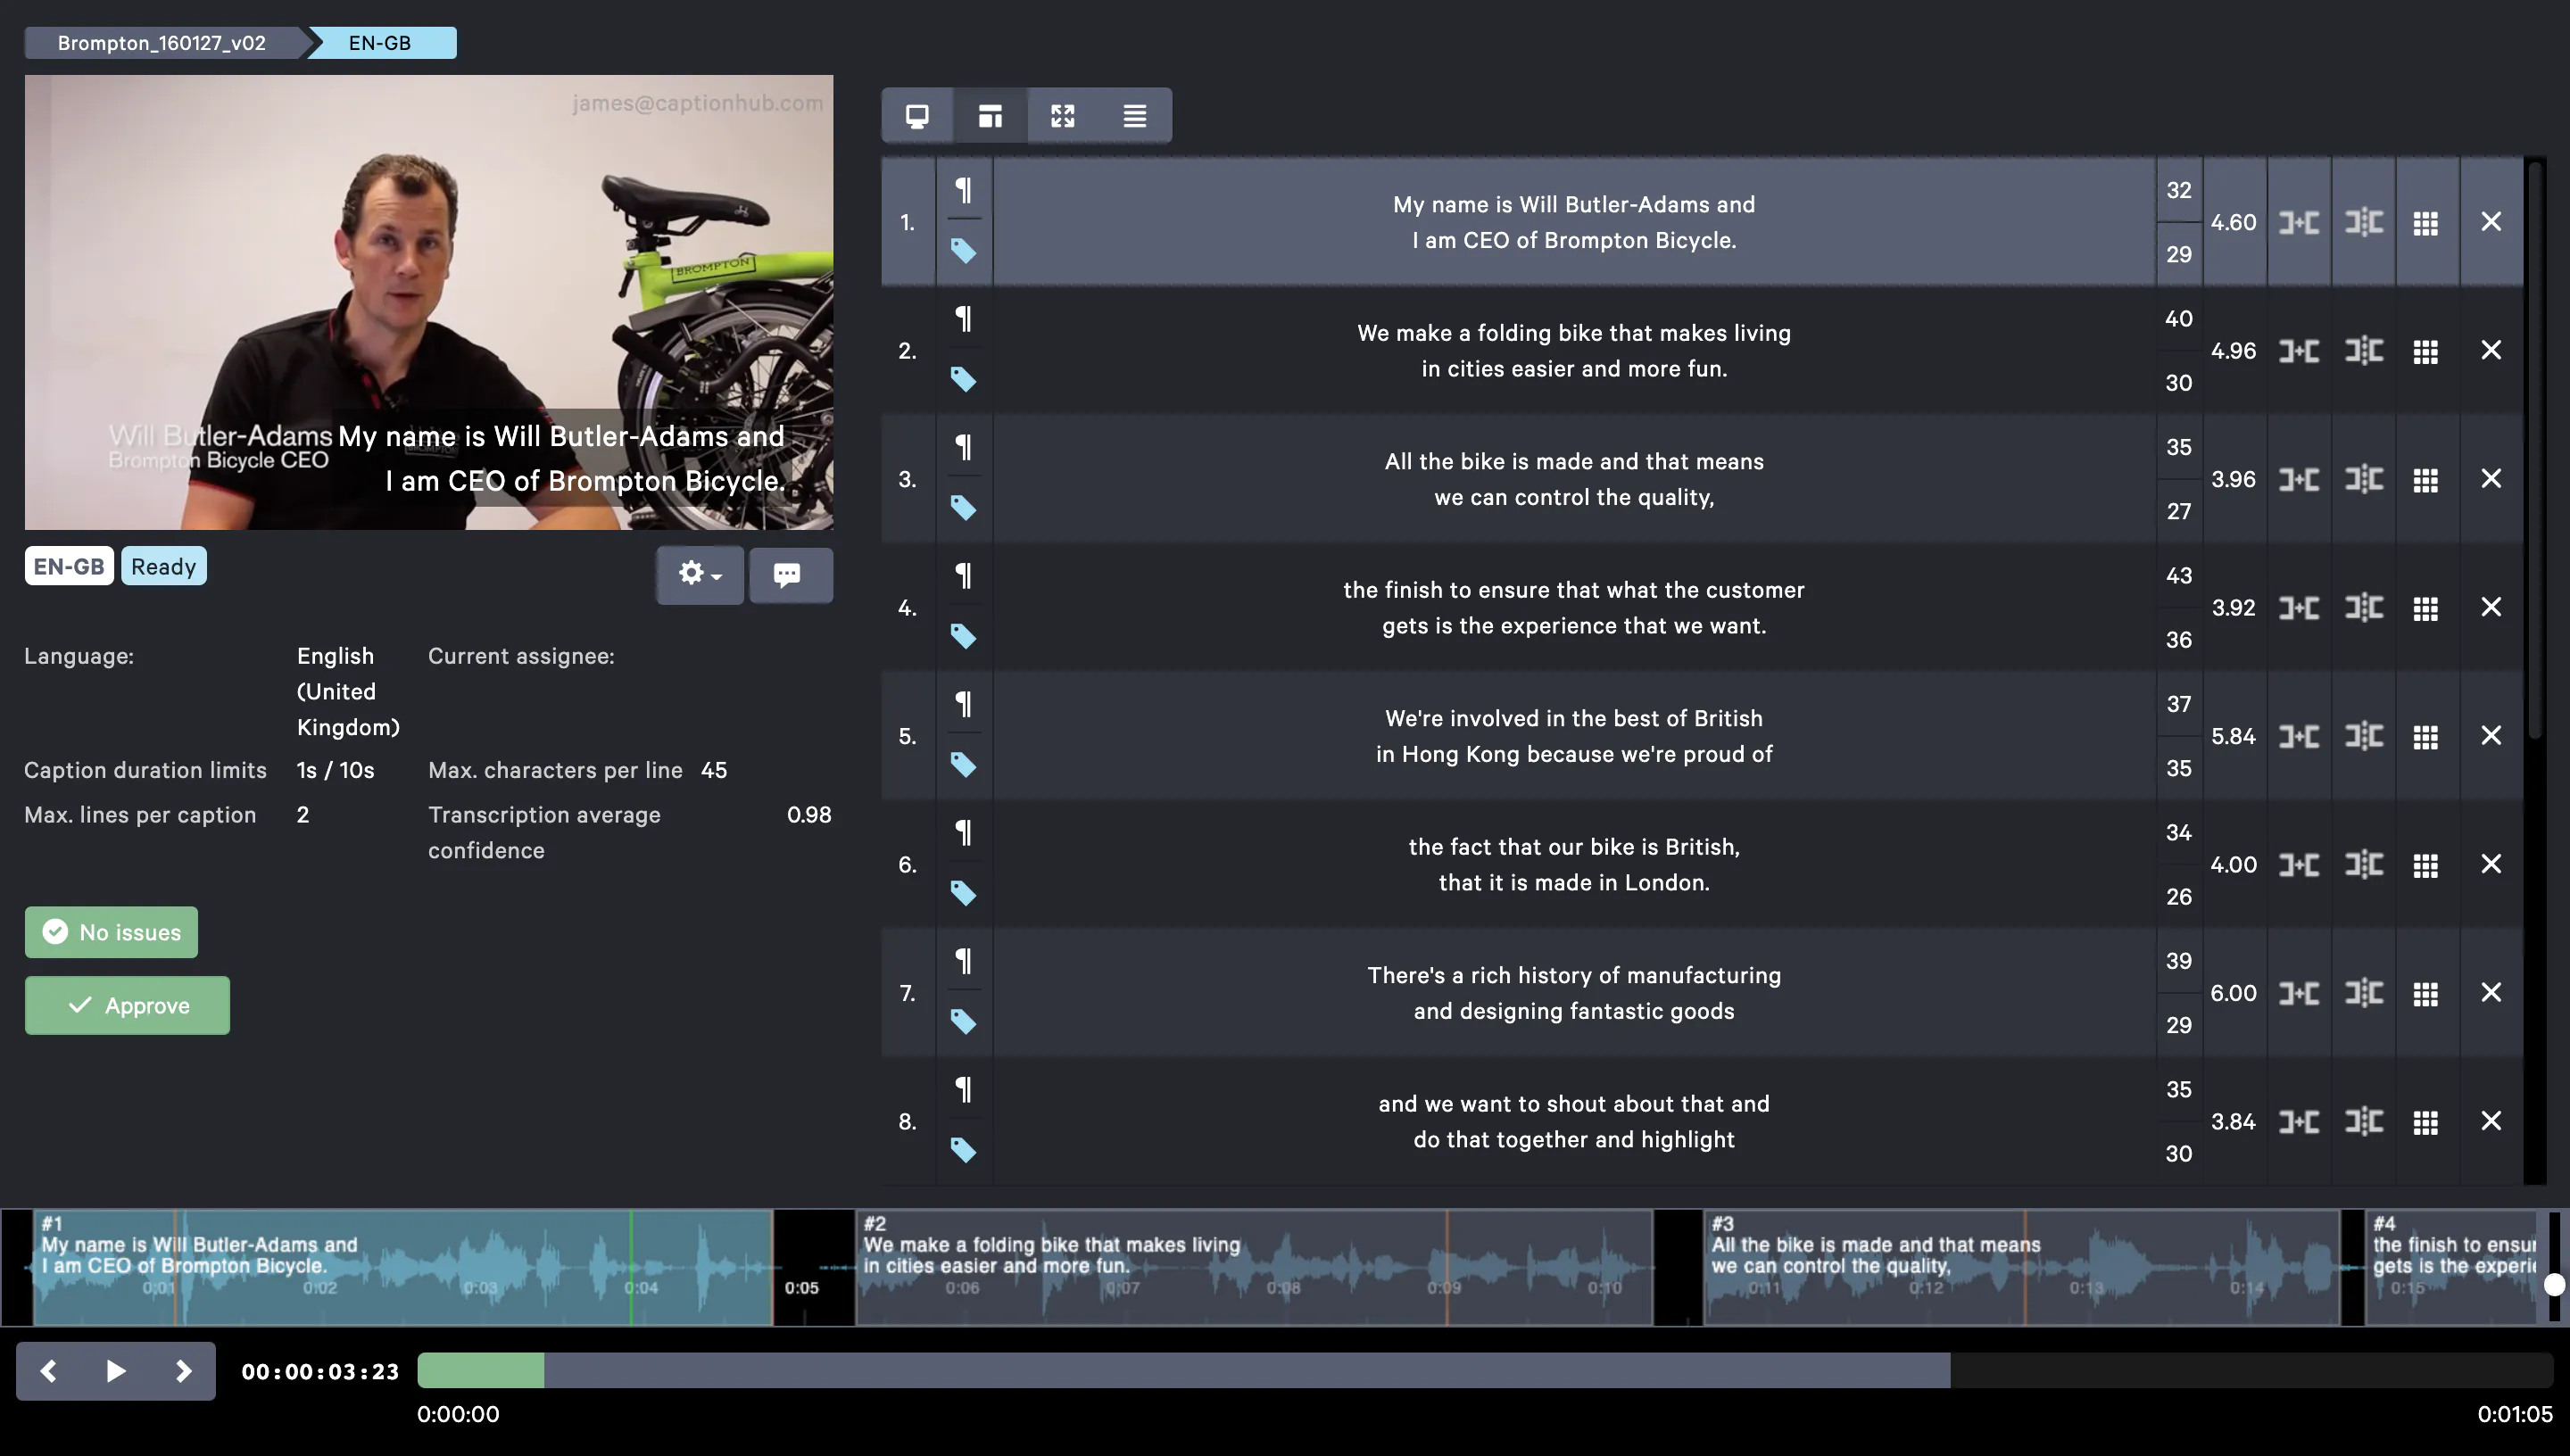 Brompton_160127_v02
EN-GB
james@captionhub.com
BROMPTON
Will Butler-Adams
Brompton Bicycle CEO
My name is Will Butler-Adams and
I am CEO of Brompton Bicycle.
EN-GB
Ready
Language:
English (United Kingdom)
Current assignee:
Caption duration limits
1s / 10s
Max. characters per line
45
Max. lines per caption
2
Transcription average confidence
0.98
No issues
Approve
1.
My name is Will Butler-Adams and
I am CEO of Brompton Bicycle.
32
29
4.60
2.
We make a folding bike that makes living
in cities easier and more fun.
40
30
4.96
3.
All the bike is made and that means
we can control the quality,
35
27
3.96
4.
the finish to ensure that what the customer
gets is the experience that we want.
43
36
3.92
5.
We're involved in the best of British
in Hong Kong because we're proud of
37
35
5.84
6.
the fact that our bike is British,
that it is made in London.
34
26
4.00
7.
There's a rich history of manufacturing
and designing fantastic goods
39
29
6.00
8.
and we want to shout about that and
do that together and highlight
35
30
3.84
#1
My name is Will Butler-Adams and
I am CEO of Brompton Bicycle.
#2
We make a folding bike that makes living
in cities easier and more fun.
#3
All the bike is made and that means
we can control the quality,
#4
the finish to ensur
gets is the experie
0:01 0:02 0:03 0:04 0:05 0:06 0:07 0:08 0:09 0:10 0:11 0:12 0:13 0:14 0:15
00:00:03:23
0:00:00
0:01:05